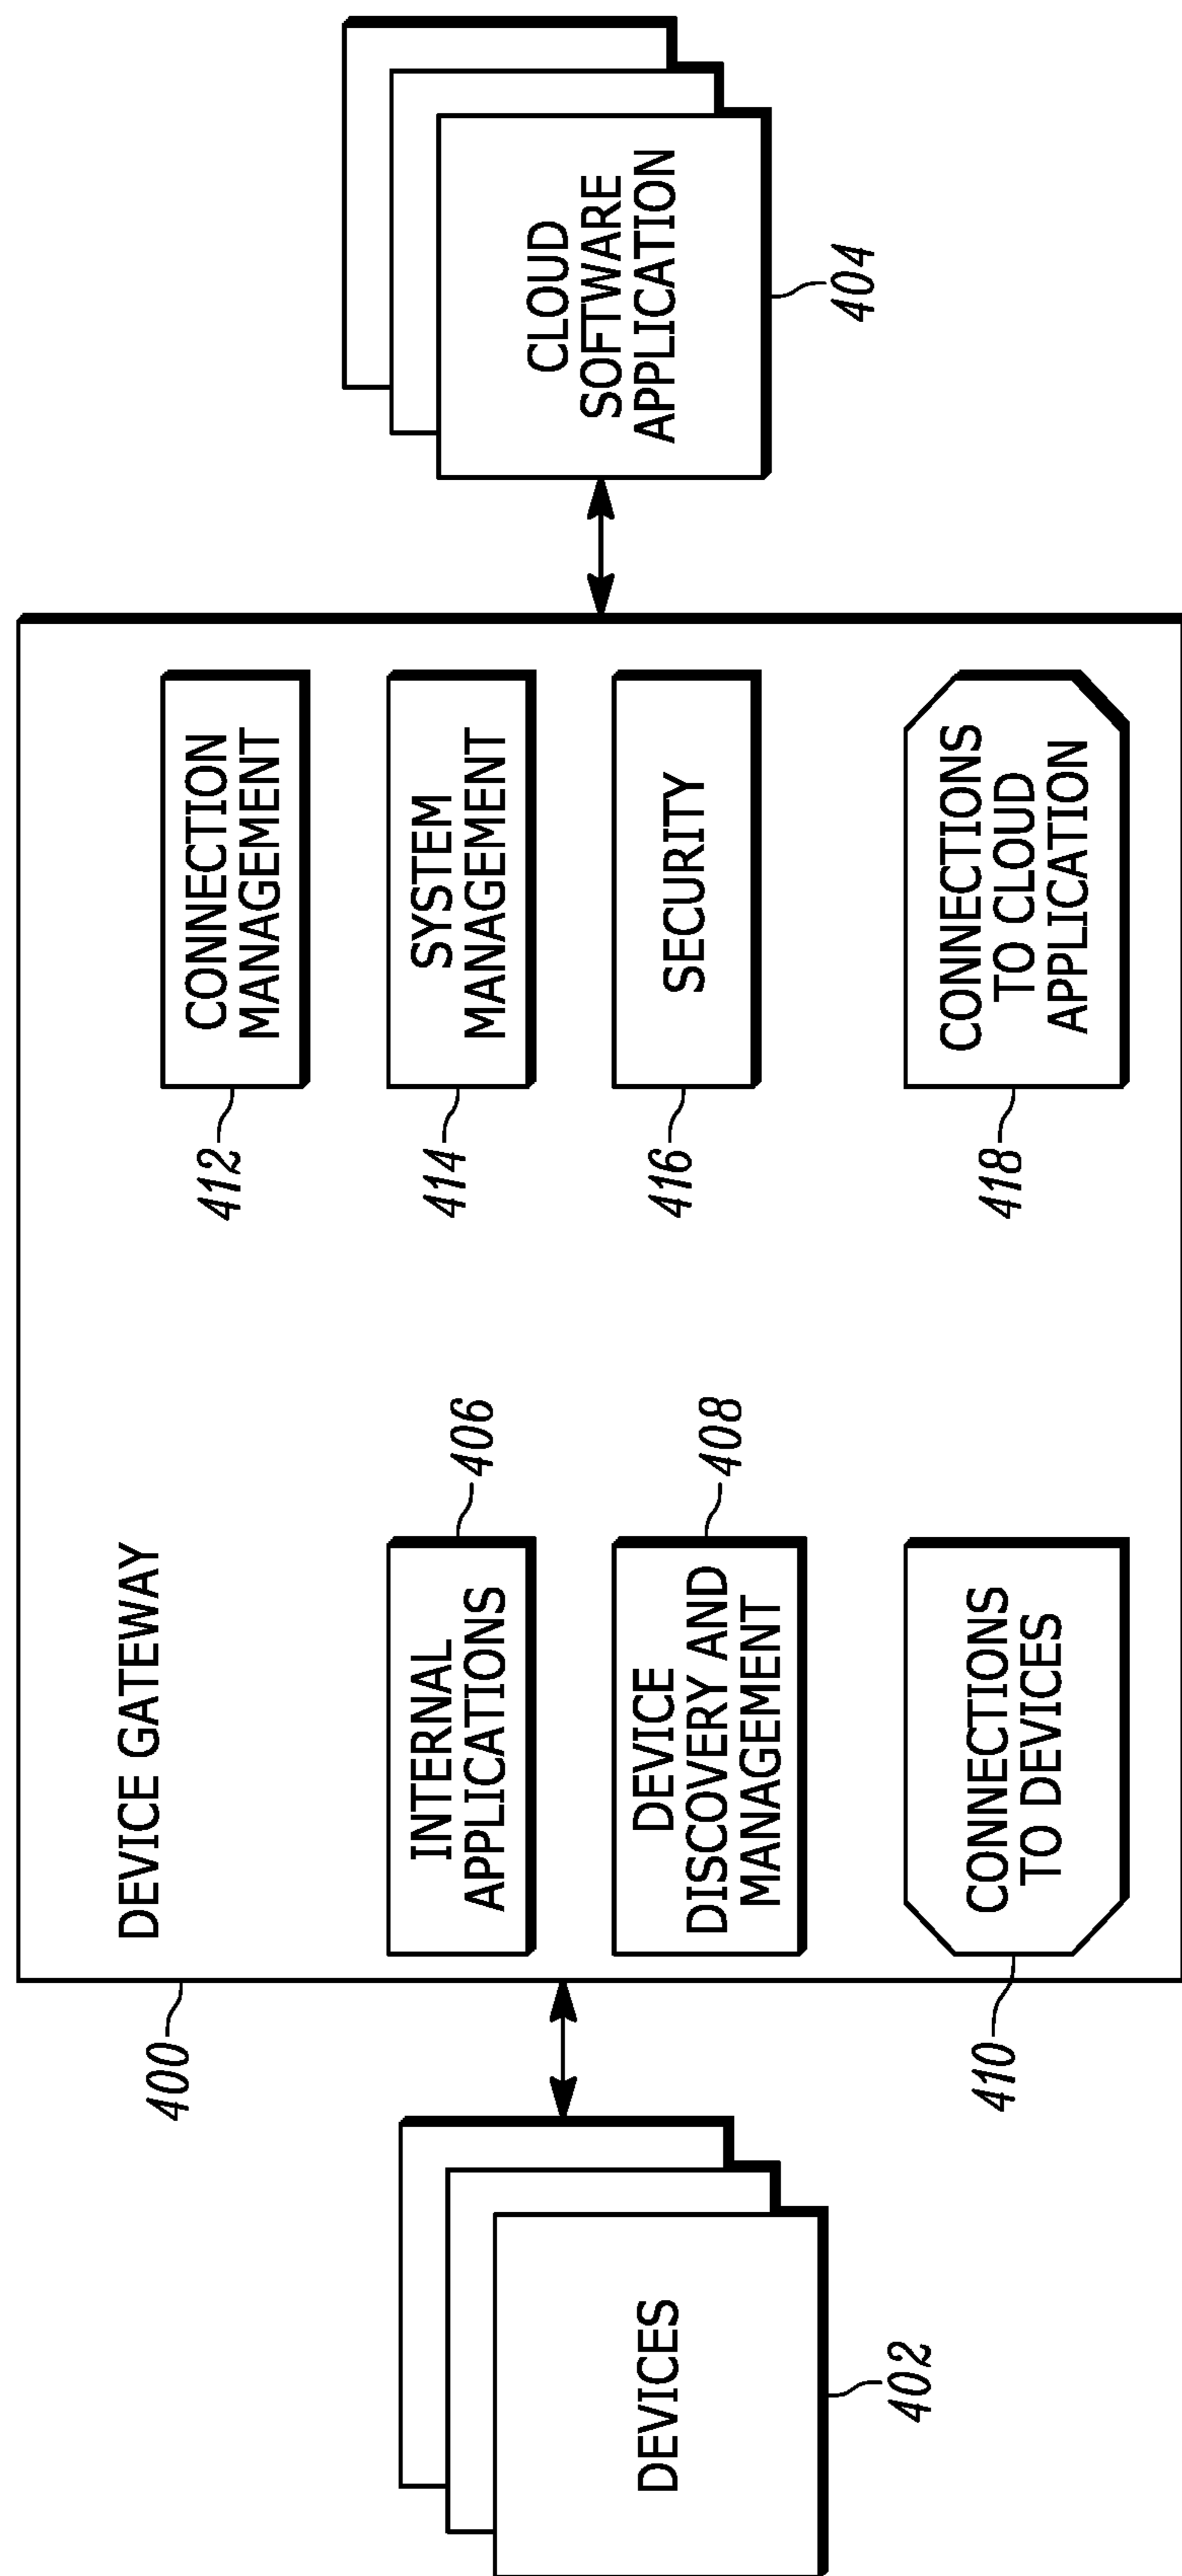 DEVICE GATEWAY
400
DEVICES
402
INTERNAL
APPLICATIONS
406
DEVICE
DISCOVERY AND
MANAGEMENT
408
CONNECTIONS
TO DEVICES
410
CONNECTION
MANAGEMENT
412
SYSTEM
MANAGEMENT
414
SECURITY
416
CONNECTIONS
TO CLOUD
APPLICATION
418
CLOUD
SOFTWARE
APPLICATION
404